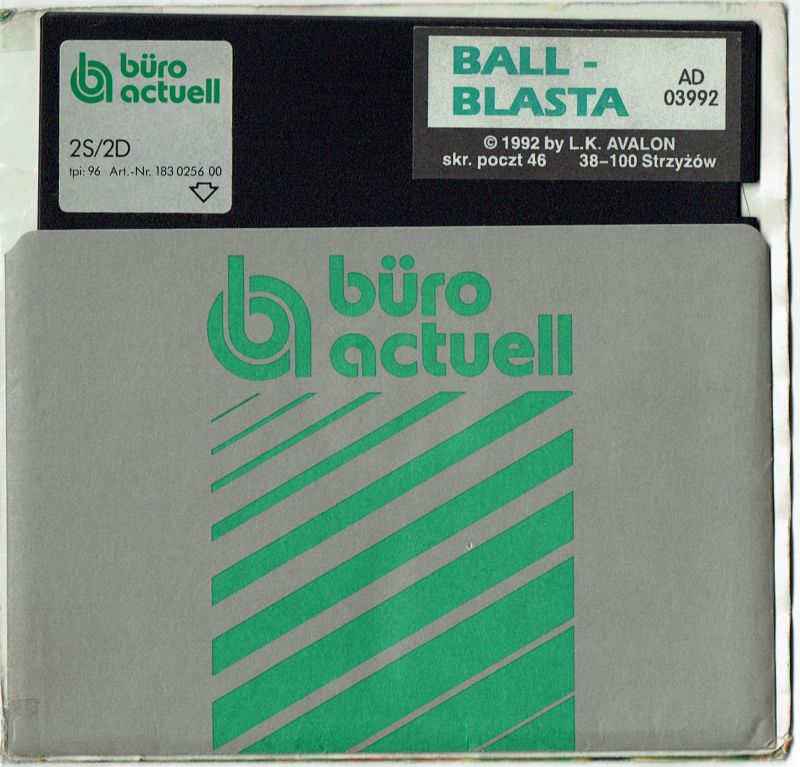 büro
actuell
2S/2D
tpi: 96 Art.-Nr. 183 0256 00
BALL -
BLASTA
AD
03992
© 1992 by L.K. AVALON
skr. poczt 46 38-100 Strzyżów
büro
actuell